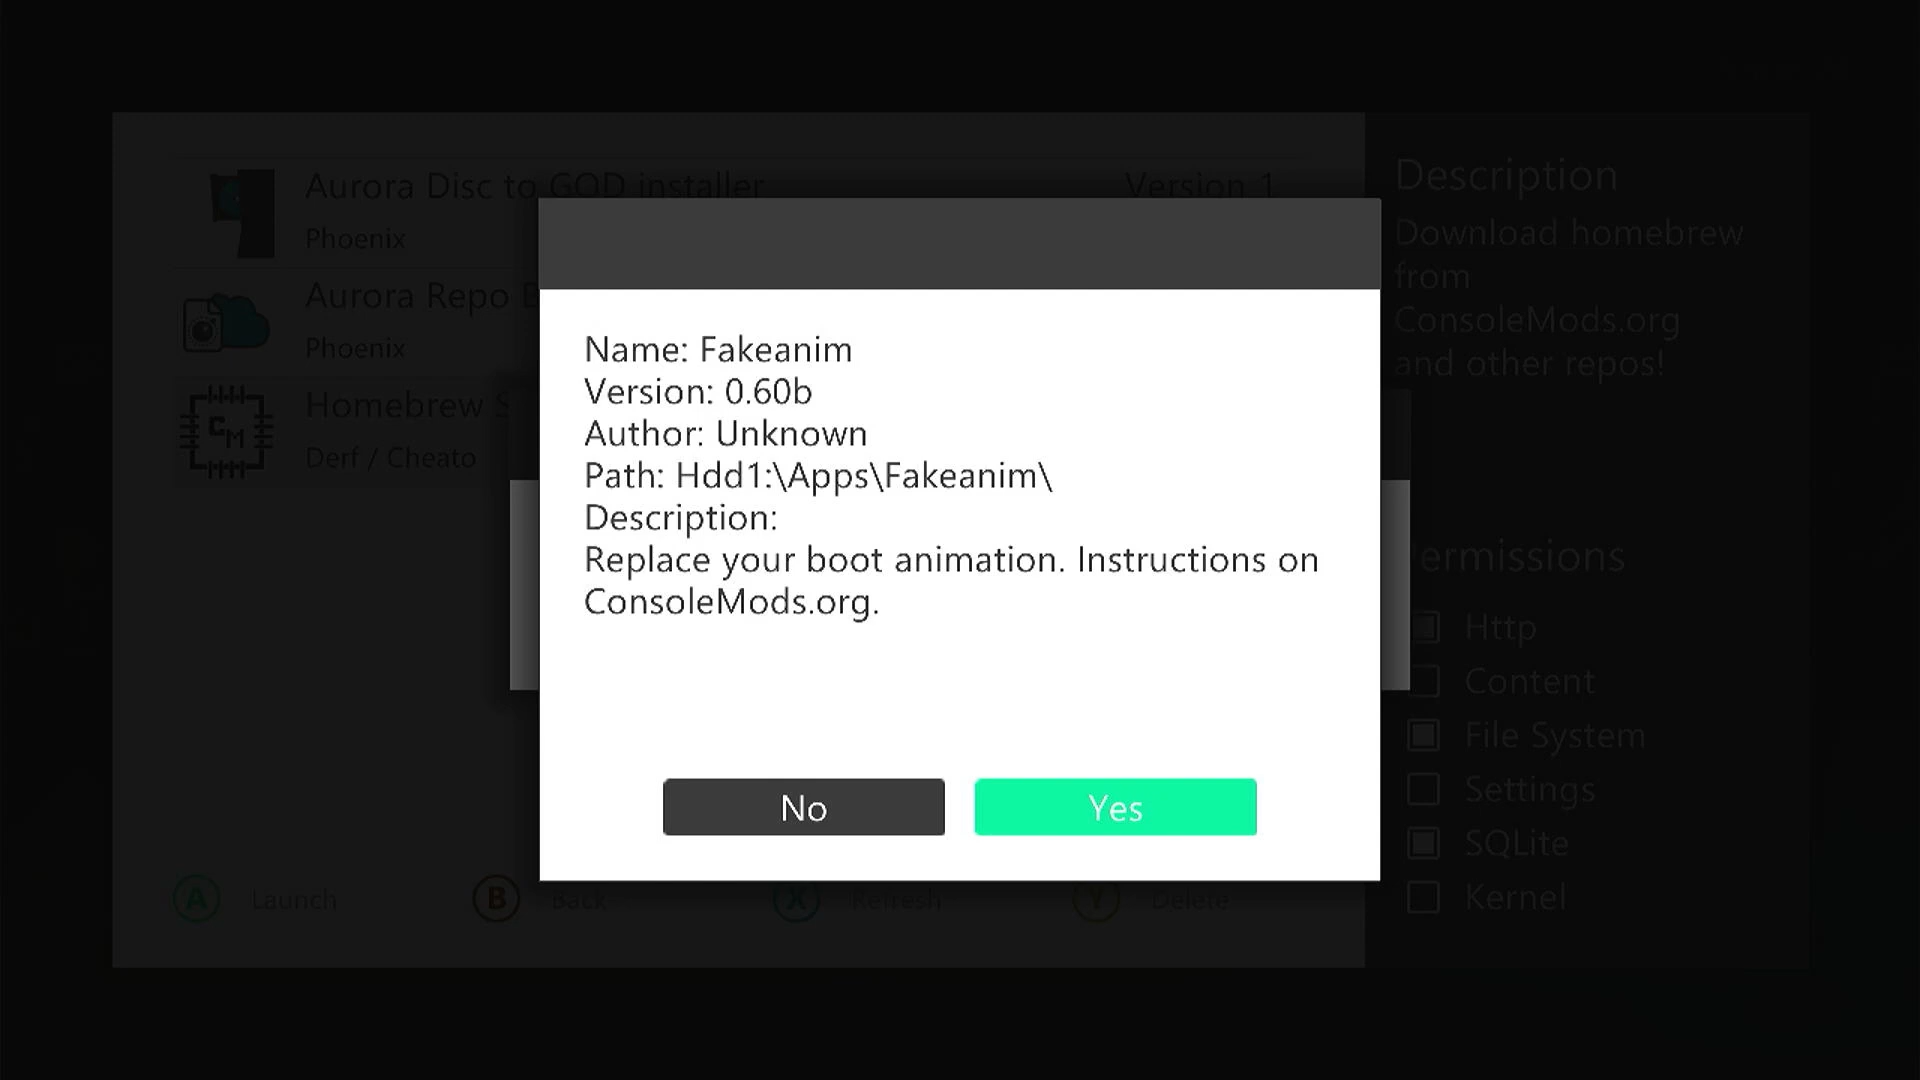 Aurora Disc to GOD installer
Version 1
Phoenix
Aurora Repo
Phoenix
Homebrew
Derf / Cheato
CM
Description
Download homebrew
from
ConsoleMods.org
and other repos!
Name: Fakeanim
Version: 0.60b
Author: Unknown
Path: Hdd1:\Apps\Fakeanim\
Description:
Replace your boot animation. Instructions on
ConsoleMods.org.
No
Yes
Permissions
Http
Content
File System
Settings
SQLite
Kernel
A Launch
B Back
X Refresh
Y Delete